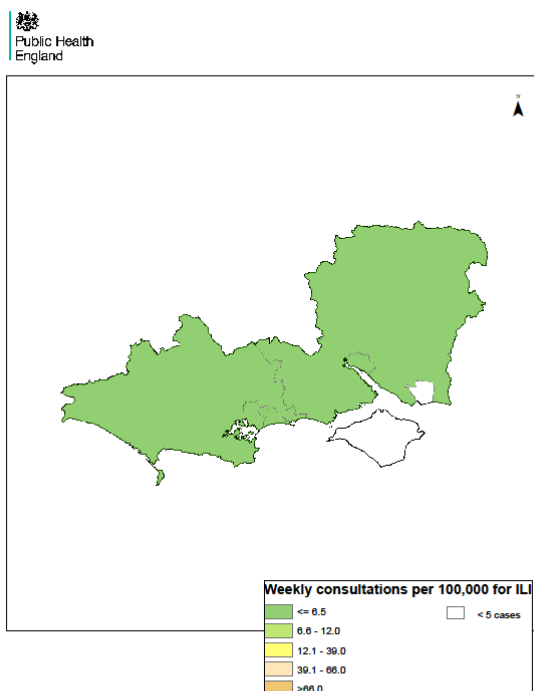 Public Health
England
N
Weekly consultations per 100,000 for ILI
<= 6.5
< 5 cases
6.6 - 12.0
12.1 - 39.0
39.1 - 66.0
>66.0